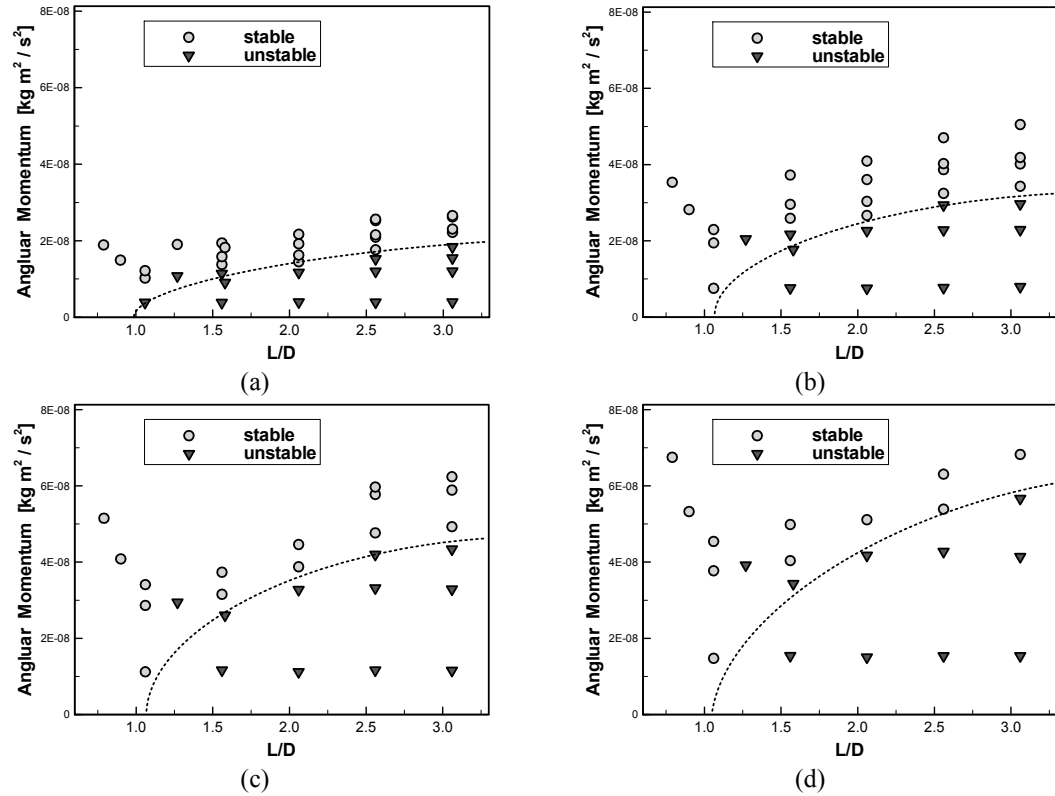 8E-08
6E-08
4E-08
2E-08
0
Angluar Momentum [kg m² / s²]
stable
unstable
1.0 1.5 2.0 2.5 3.0
L/D
(a)
8E-08
6E-08
4E-08
2E-08
0
Angluar Momentum [kg m² / s²]
stable
unstable
1.0 1.5 2.0 2.5 3.0
L/D
(b)
8E-08
6E-08
4E-08
2E-08
0
Angluar Momentum [kg m² / s²]
stable
unstable
1.0 1.5 2.0 2.5 3.0
L/D
(c)
8E-08
6E-08
4E-08
2E-08
0
Angluar Momentum [kg m² / s²]
stable
unstable
1.0 1.5 2.0 2.5 3.0
L/D
(d)